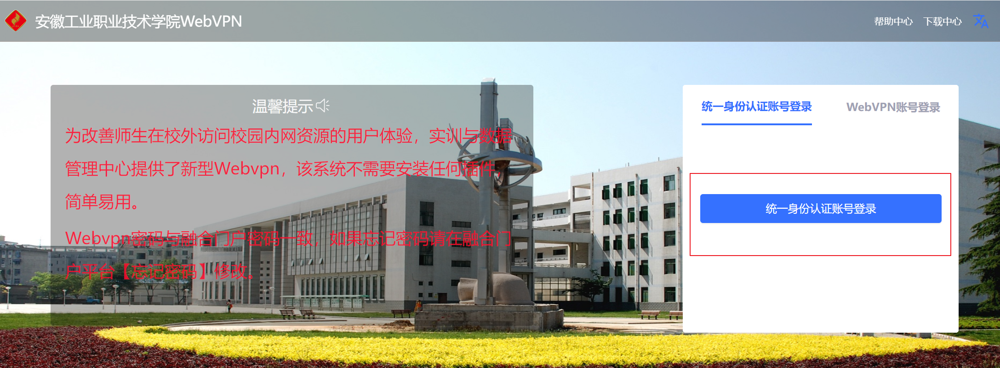 安徽工业职业技术学院WebVPN
帮助中心 下载中心
温馨提示
为改善师生在校外访问校园内网资源的用户体验，实训与数据
管理中心提供了新型Webvpn，该系统不需要安装任何插件，
简单易用。
Webvpn密码与融合门户密码一致，如果忘记密码请在融合门
户平台【忘记密码】修改。
统一身份认证账号登录 WebVPN账号登录
统一身份认证账号登录